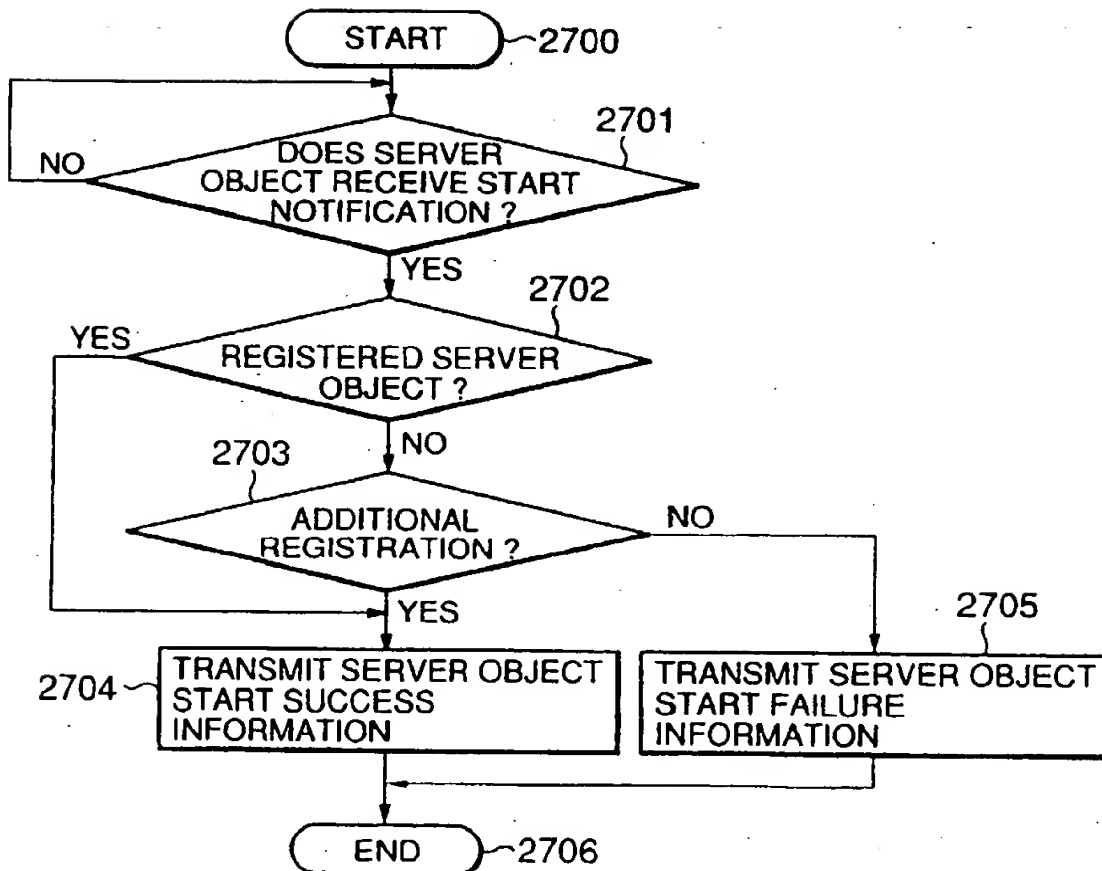 START
2700
2701
NO
DOES SERVER
OBJECT RECEIVE START
NOTIFICATION ?
YES
2702
YES
REGISTERED SERVER
OBJECT ?
NO
2703
ADDITIONAL
REGISTRATION ?
NO
YES
2705
2704
TRANSMIT SERVER OBJECT
START SUCCESS
INFORMATION
TRANSMIT SERVER OBJECT
START FAILURE
INFORMATION
END
2706